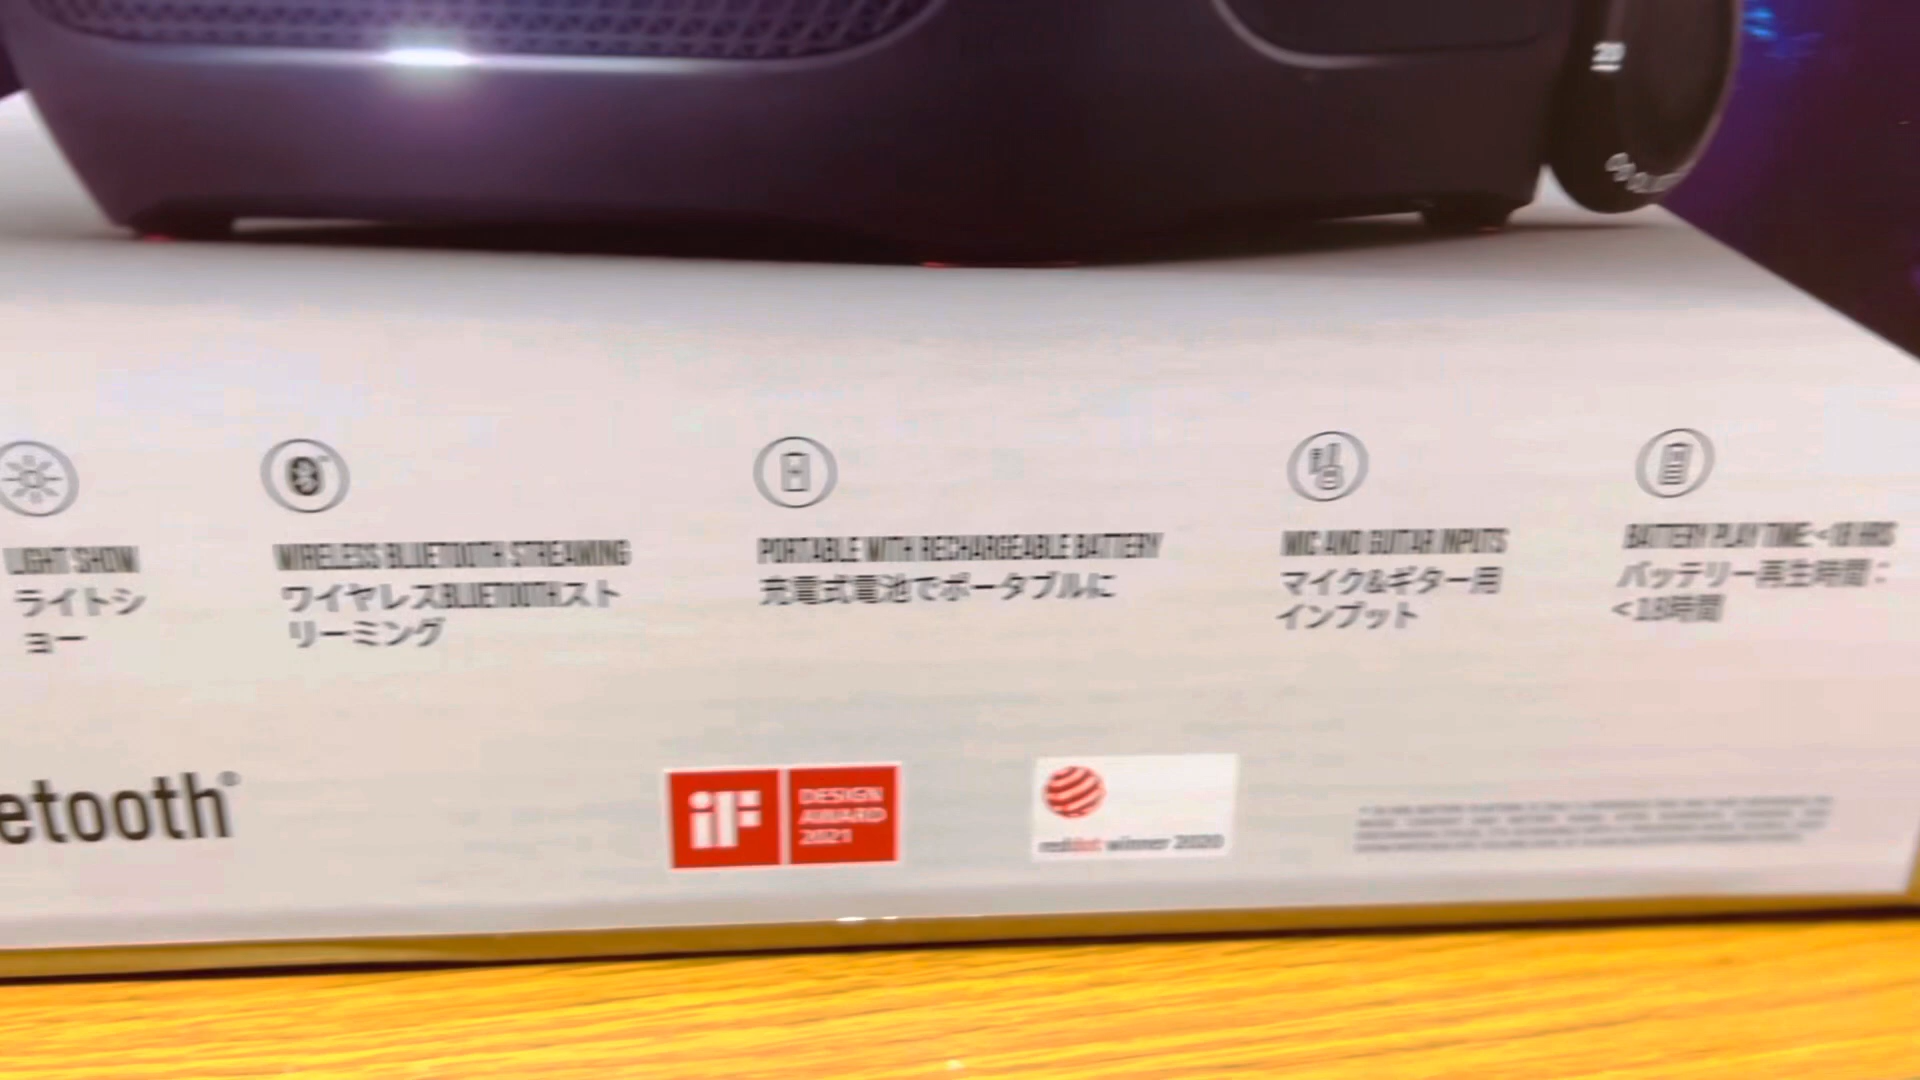 LIGHT SHOW
ライトシ
ョー
WIRELESS BLUETOOTH STREAMING
ワイヤレスBLUETOOTHスト
リーミング
PORTABLE WITH RECHARGEABLE BATTERY
充電式電池でポータブルに
MIC AND GUITAR INPUTS
マイク&ギター用
インプット
BATTERY PLAY TIME <18 HRS
バッテリー再生時間：
<18時間
etooth®
iF
DESIGN
AWARD
2021
reddot winner 2020